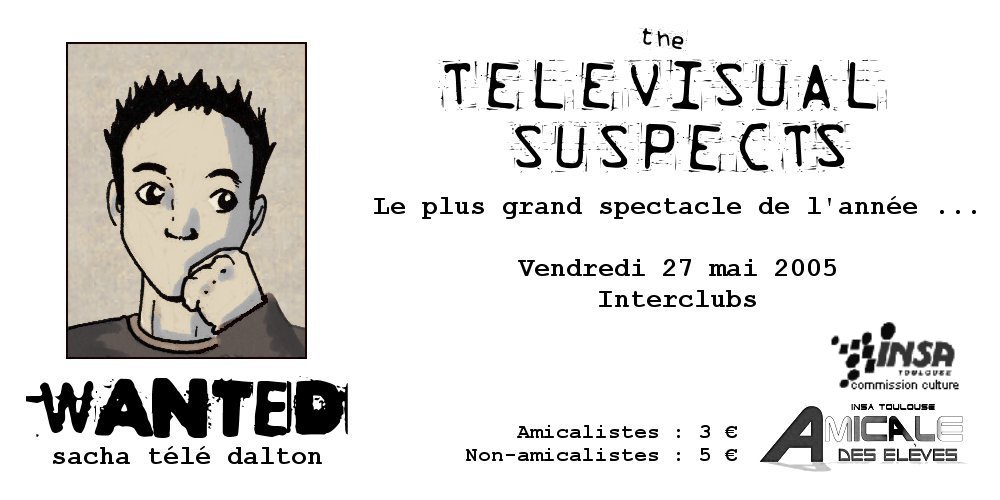 the
TELEVISUAL
SUSPECTS
Le plus grand spectacle de l'année ...
Vendredi 27 mai 2005
Interclubs
WANTED
sacha télé dalton
Amicalistes : 3 €
Non-amicalistes : 5 €
INSA
TOULOUSE
commission culture
INSA TOULOUSE
AMICALE
DES ELÈVES